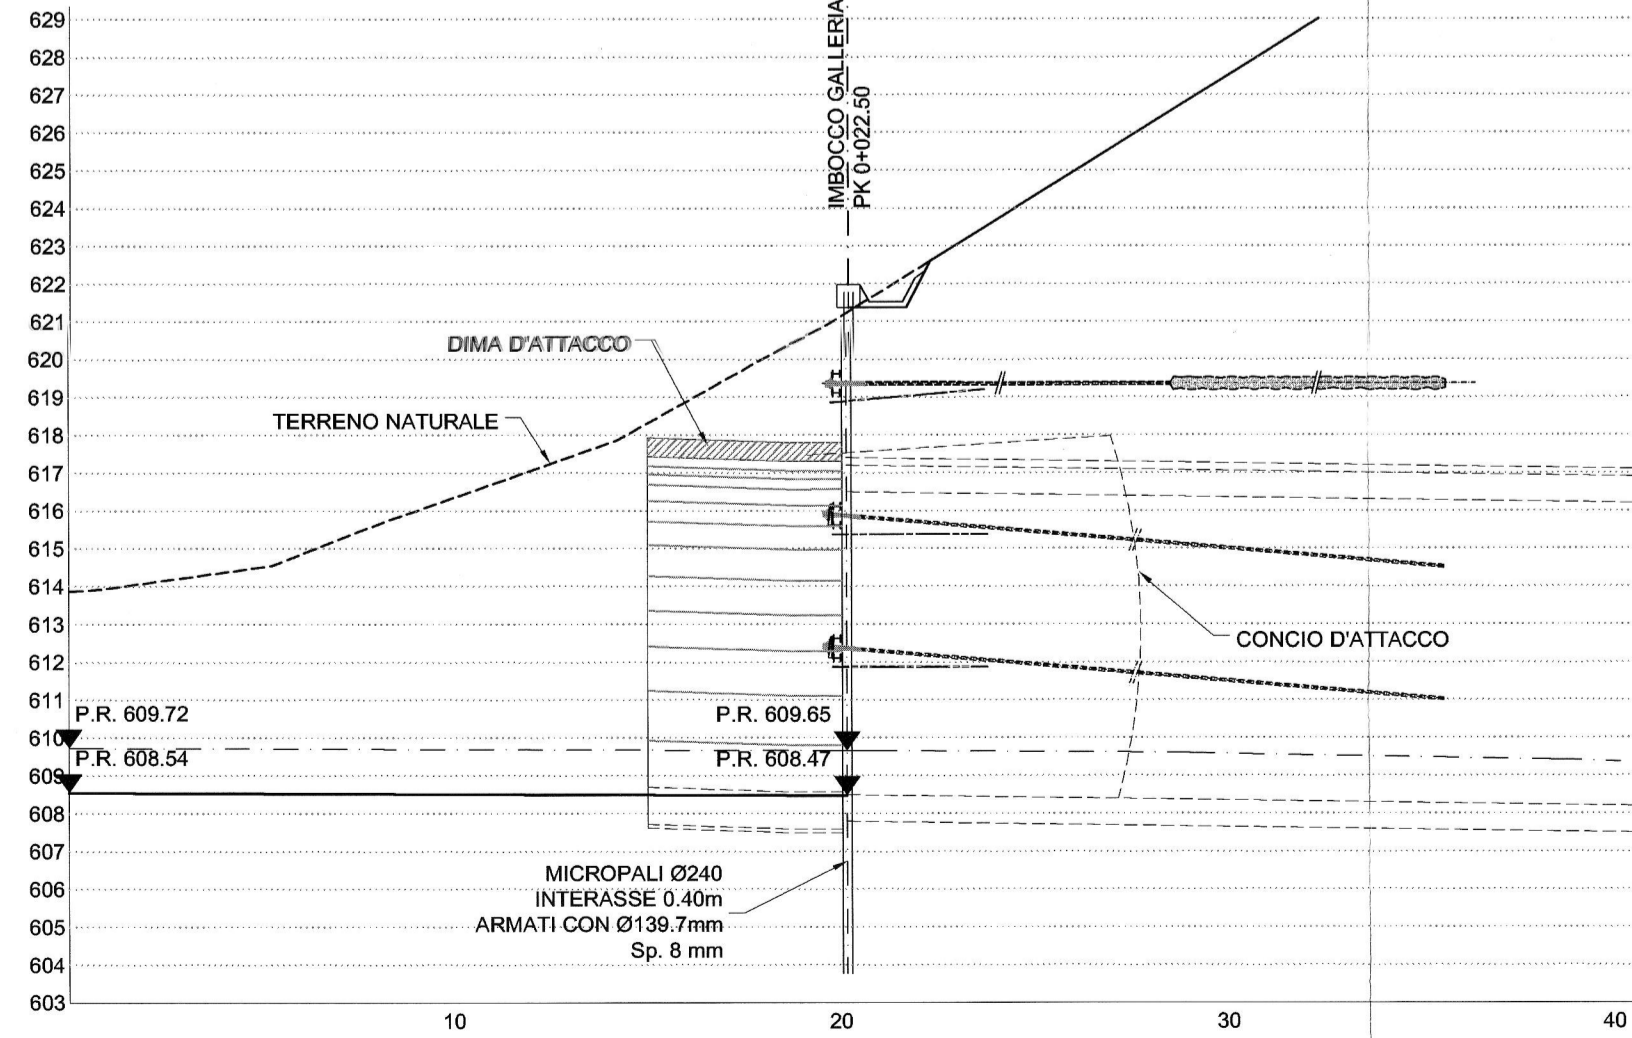 629
628
627
626
625
624
623
622
621
620
619
618
617
616
615
614
613
612
611
610
609
608
607
606
605
604
603
IMBOCCO GALLERIA
PK 0+022.50
DIMA D'ATTACCO
TERRENO NATURALE
CONCIO D'ATTACCO
P.R. 609.72
P.R. 609.65
P.R. 608.54
P.R. 608.47
MICROPALI Ø240
INTERASSE 0.40m
ARMATI CON Ø139.7mm
Sp. 8 mm
10
20
30
40